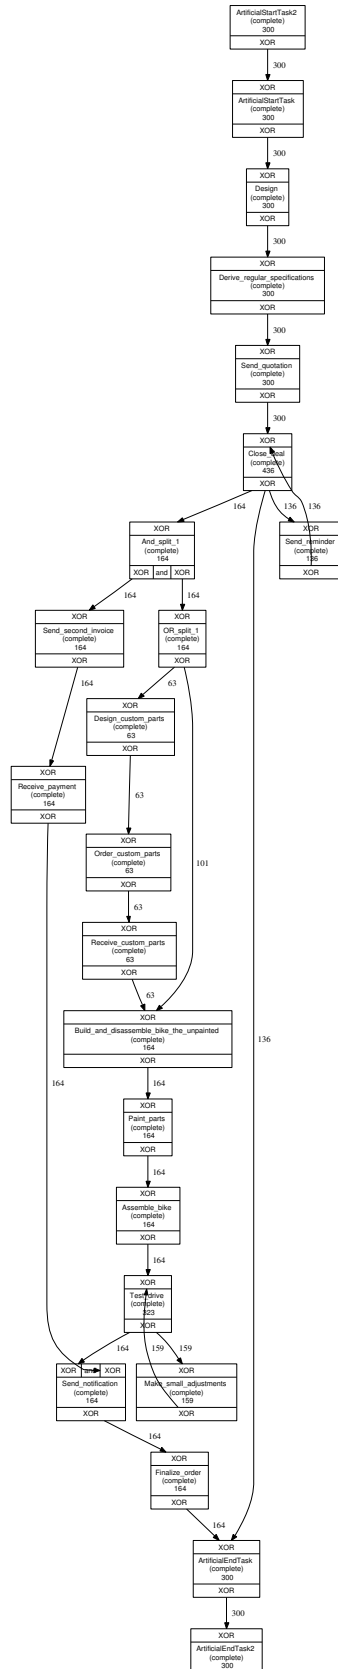 ArtificialStartTask2
(complete)
300
XOR
300
XOR
ArtificialStartTask
(complete)
300
XOR
300
XOR
Design
(complete)
300
XOR
300
XOR
Derive_regular_specifications
(complete)
300
XOR
300
XOR
Send_quotation
(complete)
300
XOR
300
XOR
Close_deal
(complete)
436
XOR
164
136
136
XOR
And_split_1
(complete)
164
XOR and XOR
XOR
Send_reminder
(complete)
136
XOR
164
164
XOR
Send_second_invoice
(complete)
164
XOR
XOR
OR_split_1
(complete)
164
XOR
164
63
XOR
Design_custom_parts
(complete)
63
XOR
XOR
Receive_payment
(complete)
164
XOR
63
XOR
Order_custom_parts
(complete)
63
XOR
101
63
XOR
Receive_custom_parts
(complete)
63
XOR
63
XOR
Build_and_disassemble_bike_the_unpainted
(complete)
164
XOR
136
164
164
XOR
Paint_parts
(complete)
164
XOR
164
XOR
Assemble_bike
(complete)
164
XOR
164
XOR
Test_drive
(complete)
323
XOR
164
159
159
XOR and XOR
Send_notification
(complete)
164
XOR
XOR
Make_small_adjustments
(complete)
159
XOR
164
XOR
Finalize_order
(complete)
164
XOR
164
XOR
ArtificialEndTask
(complete)
300
XOR
300
XOR
ArtificialEndTask2
(complete)
300